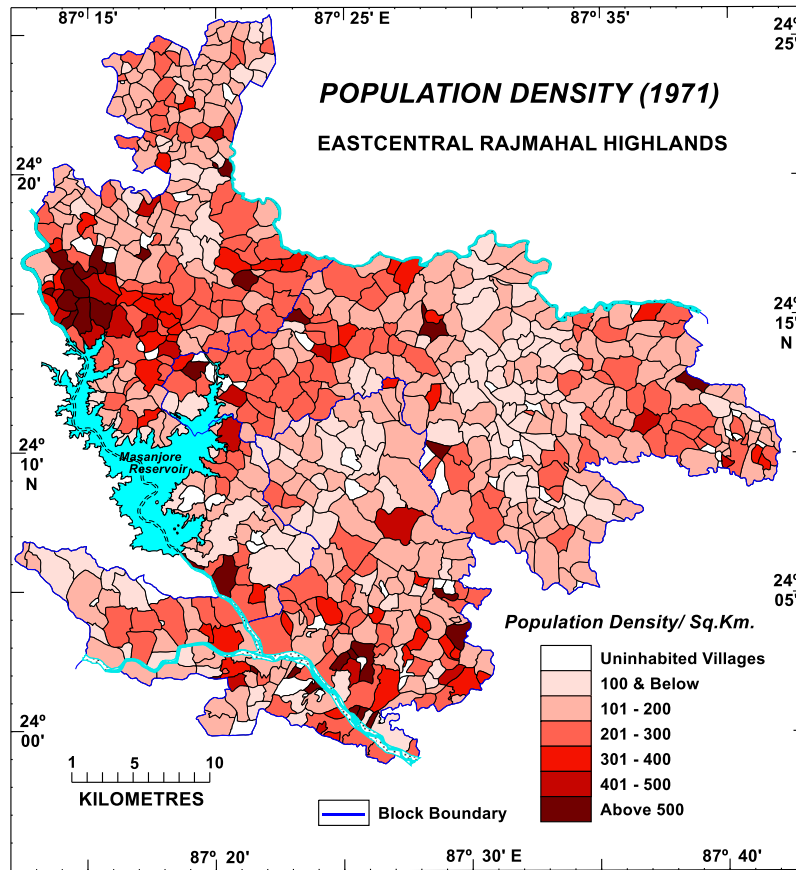 87º 15'
87º 25' E
87º 35'
24º
25'
POPULATION DENSITY (1971)
EASTCENTRAL RAJMAHAL HIGHLANDS
24º
20'
24º
15'
N
24º
10'
N
Masanjore
Reservoir
24º
05'
Population Density/ Sq.Km.
Uninhabited Villages
100 & Below
101 - 200
201 - 300
301 - 400
401 - 500
Above 500
24º
00'
1 5 10
KILOMETRES
Block Boundary
87º 20'
87º 30' E
87º 40'